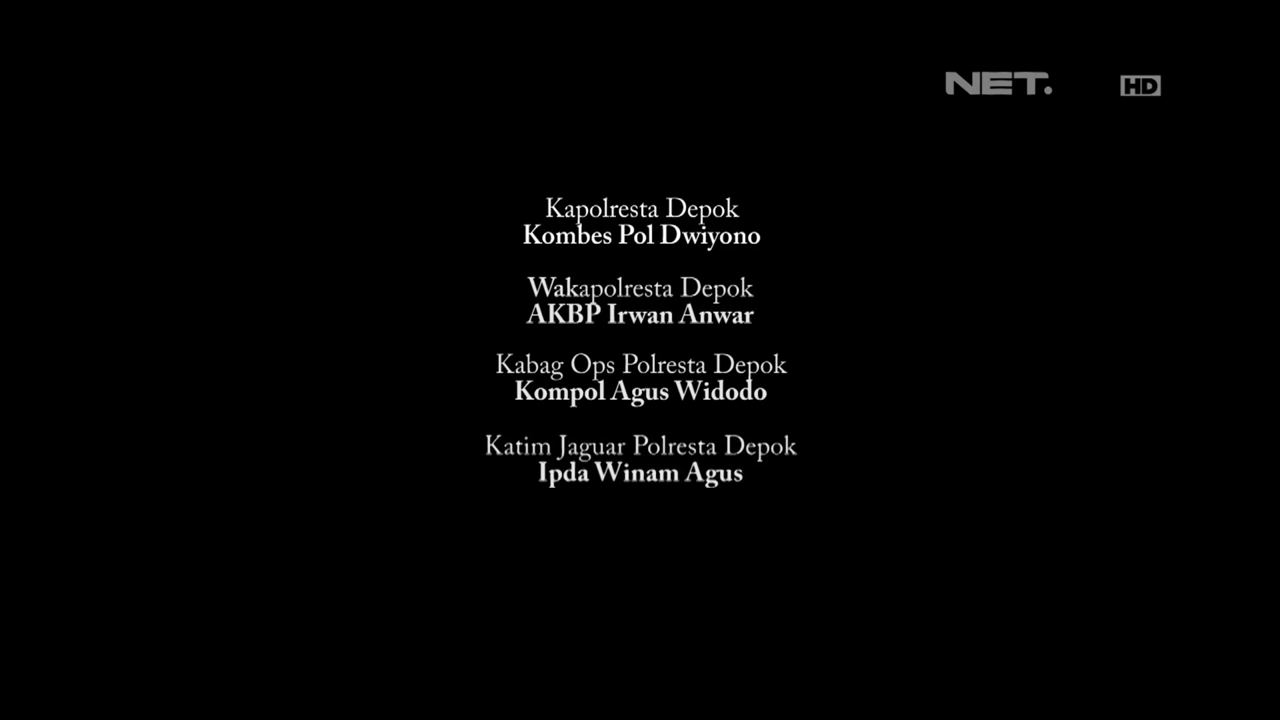 NET. HD
Kapolresta Depok
Kombes Pol Dwiyono
Wakapolresta Depok
AKBP Irwan Anwar
Kabag Ops Polresta Depok
Kompol Agus Widodo
Katim Jaguar Polresta Depok
Ipda Winam Agus